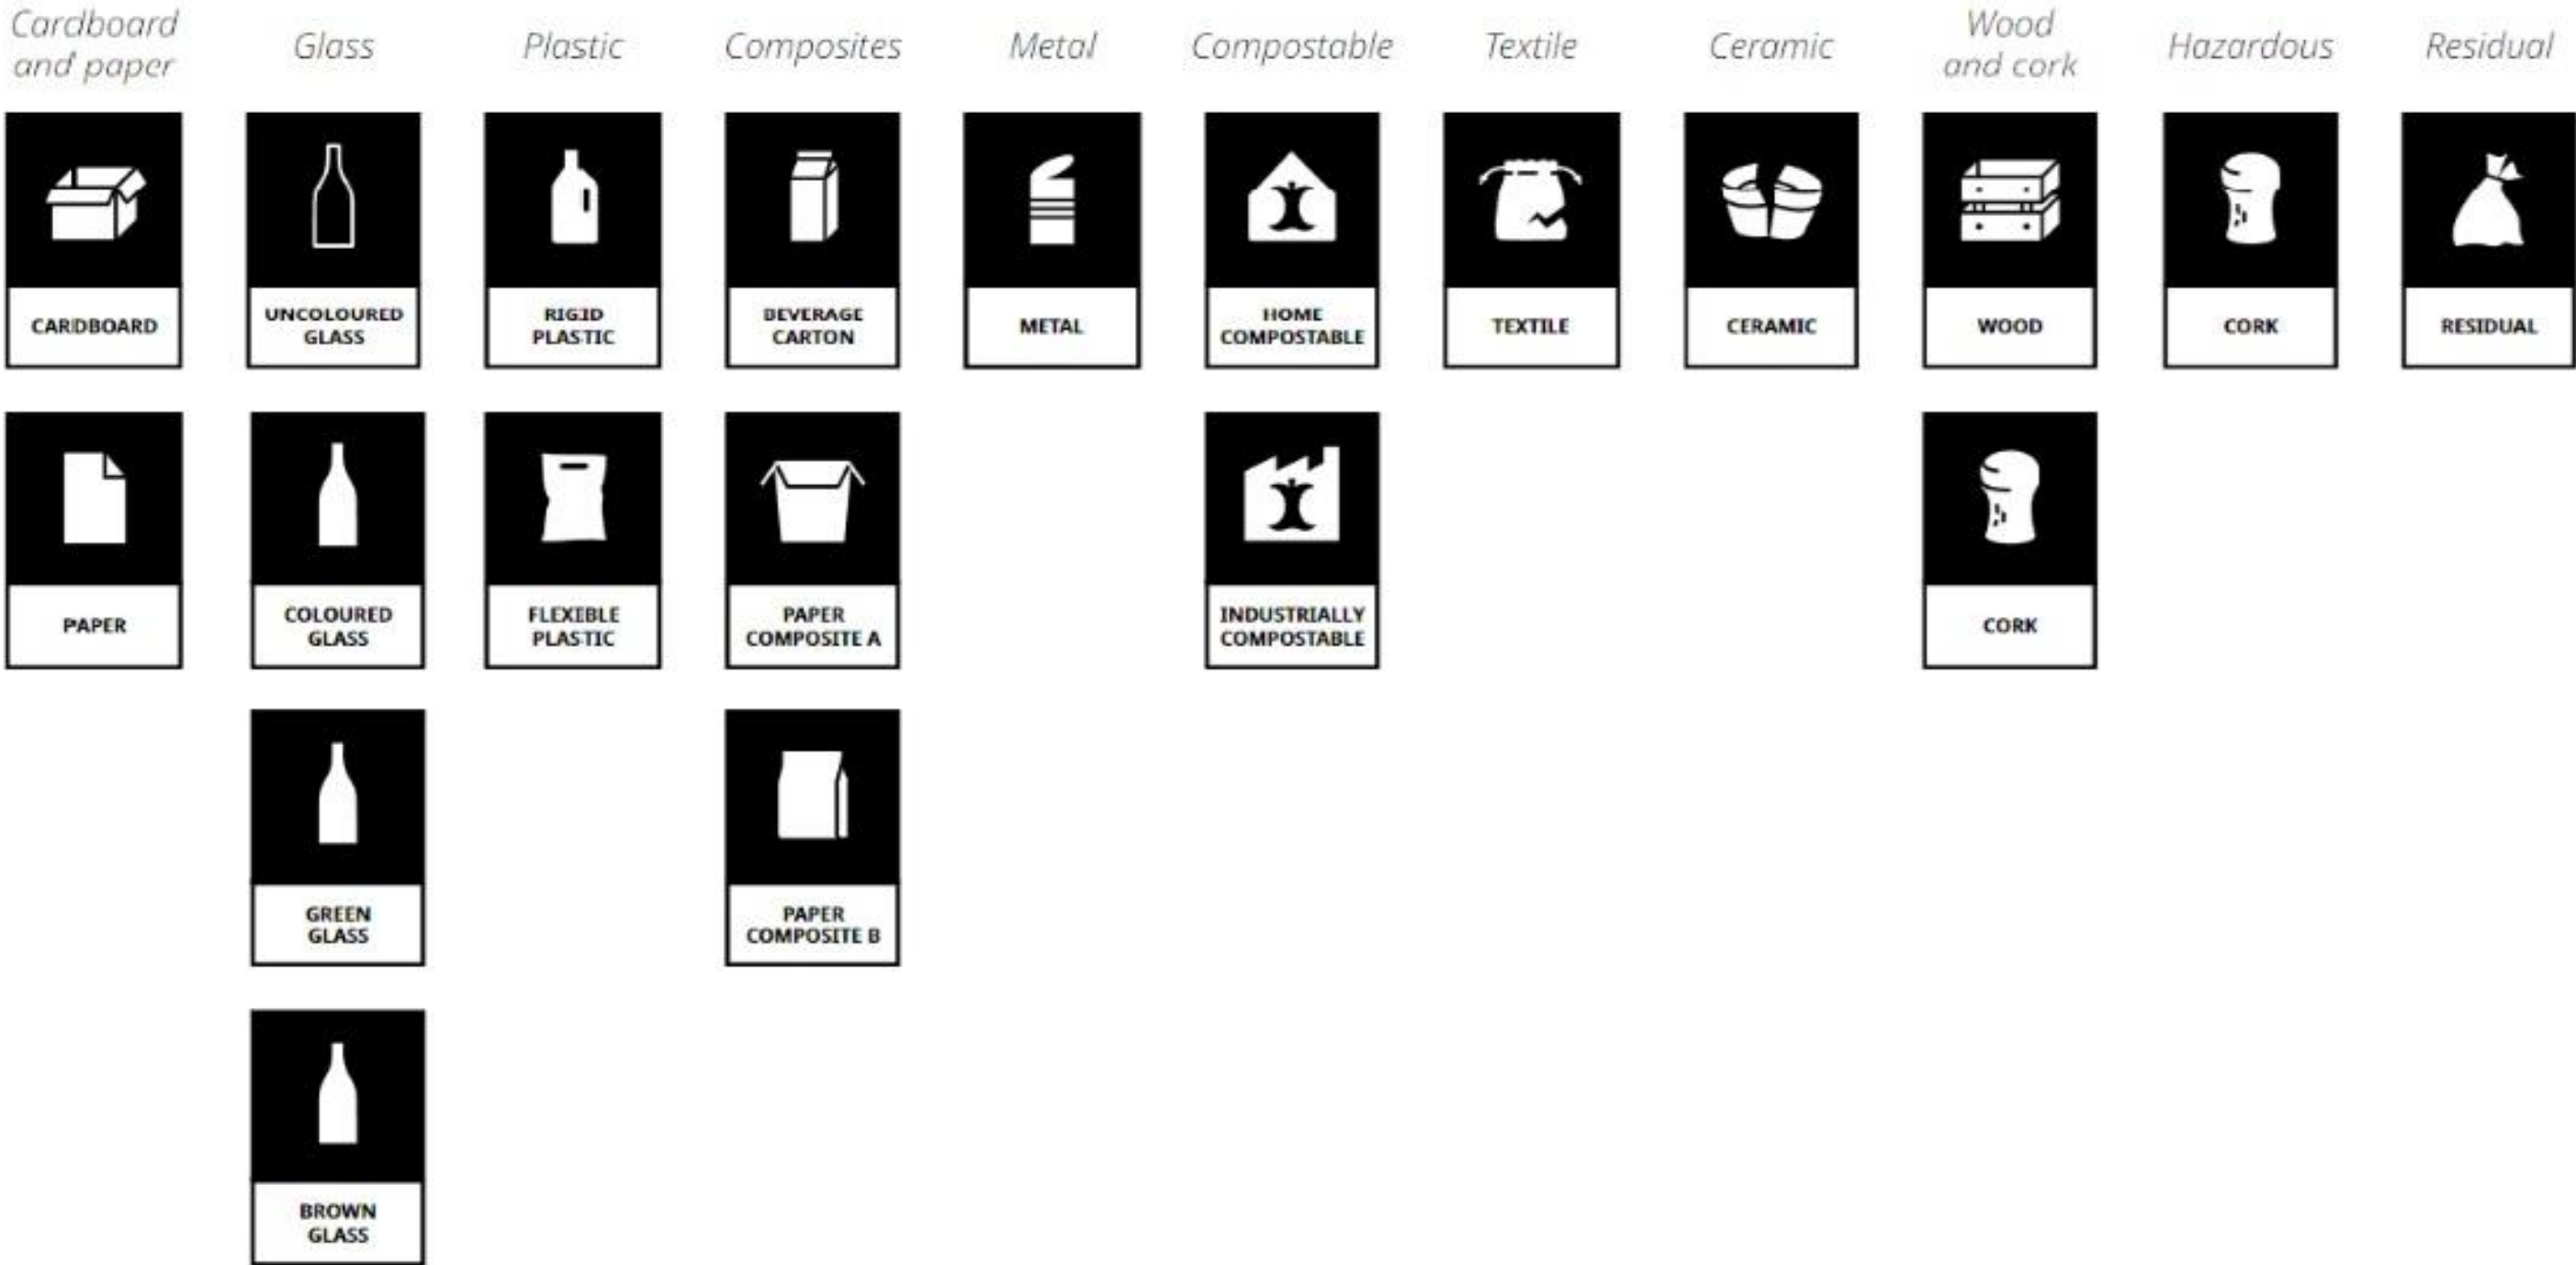 Cardboard
and paper
Glass
Plastic
Composites
Metal
Compostable
Textile
Ceramic
Wood
and cork
Hazardous
Residual
CARDBOARD
UNCOLOURED
GLASS
RIGID
PLASTIC
BEVERAGE
CARTON
METAL
HOME
COMPOSTABLE
TEXTILE
CERAMIC
WOOD
CORK
RESIDUAL
PAPER
COLOURED
GLASS
FLEXIBLE
PLASTIC
PAPER
COMPOSITE A
INDUSTRIALLY
COMPOSTABLE
CORK
GREEN
GLASS
PAPER
COMPOSITE B
BROWN
GLASS